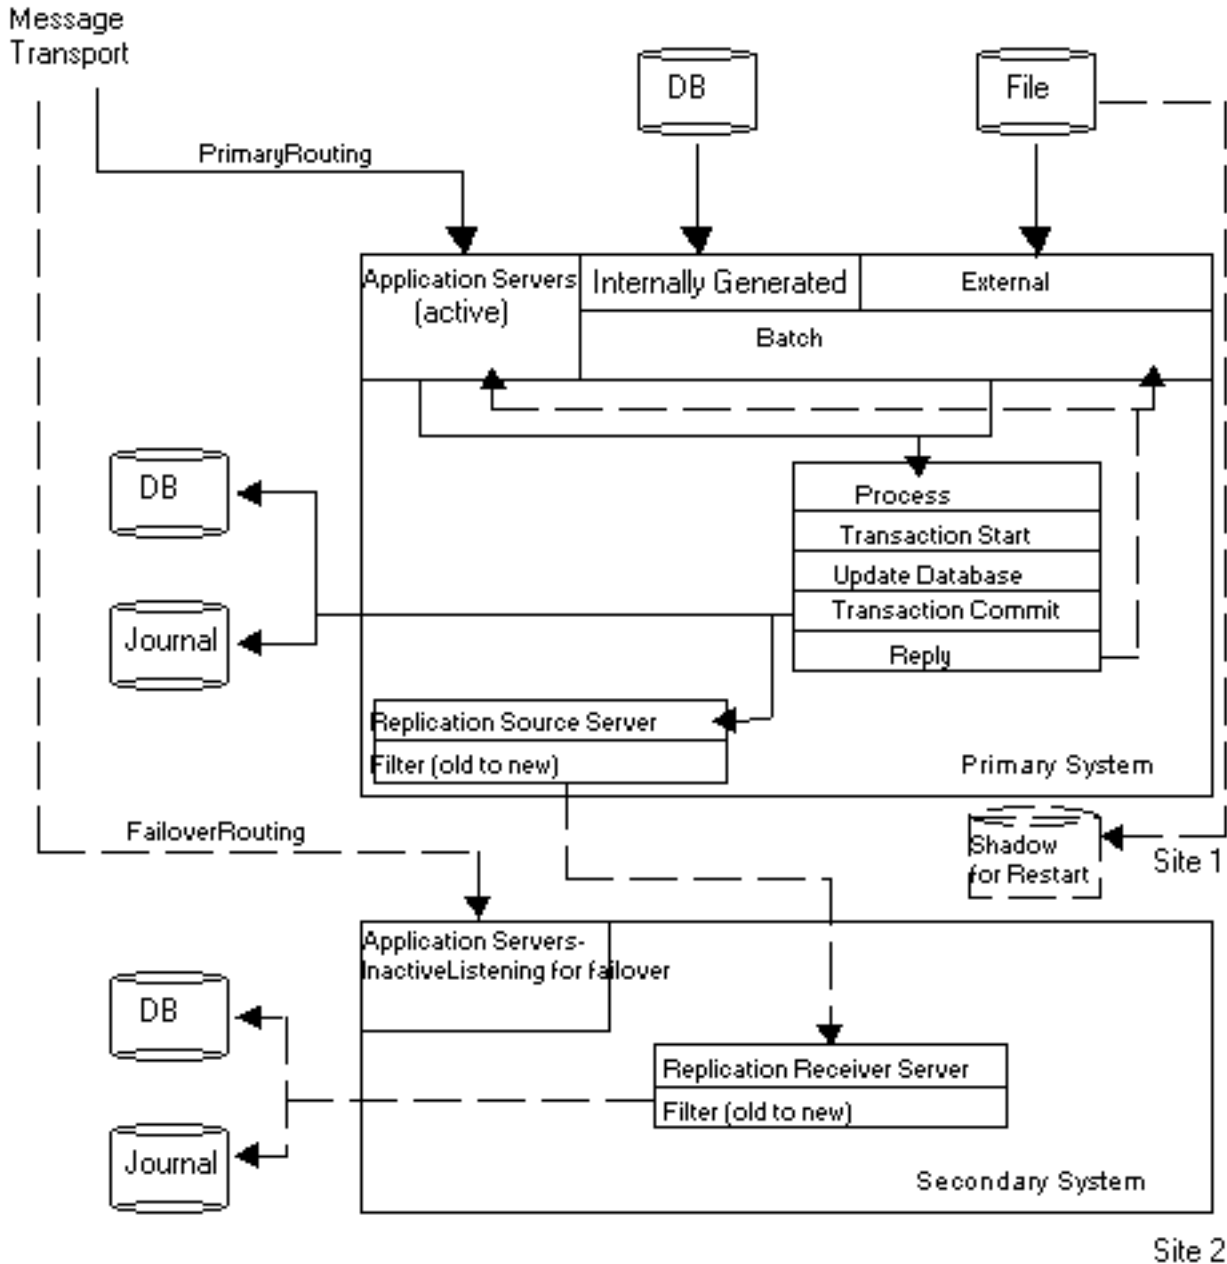 Message
Transport
DB
File
PrimaryRouting
Application Servers
(active)
Internally Generated
External
Batch
DB
Process
Transaction Start
Update Database
Transaction Commit
Journal
Reply
Replication Source Server
Filter (old to new)
Primary System
FailoverRouting
Shadow
for Restart
Site 1
Application Servers-
InactiveListening for failover
DB
Replication Receiver Server
Filter (old to new)
Journal
Secondary System
Site 2